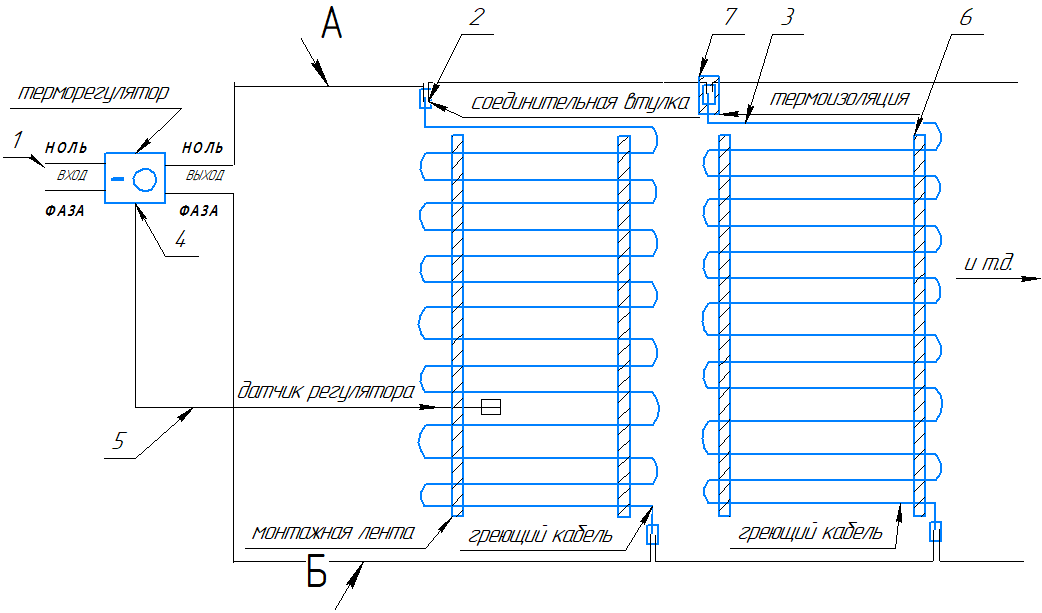 А
2
7
3
6
терморегулятор
соединительная втулка
термоизоляция
1
НОЛЬ
НОЛЬ
ВХОД
ВЫХОД
ФАЗА
ФАЗА
4
и т.д.
датчик регулятора
5
монтажная лента
греющий кабель
греющий кабель
Б